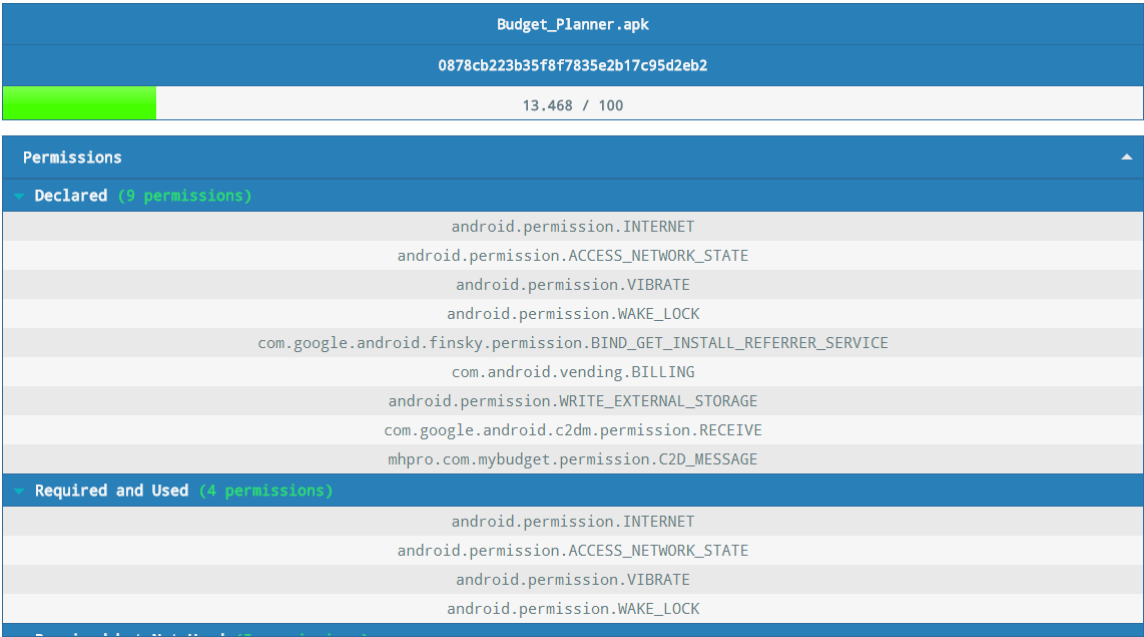 Budget_Planner.apk
0878cb223b35f8f7835e2b17c95d2eb2
13.468 / 100
Permissions
Declared (9 permissions)
android.permission.INTERNET
android.permission.ACCESS_NETWORK_STATE
android.permission.VIBRATE
android.permission.WAKE_LOCK
com.google.android.finsky.permission.BIND_GET_INSTALL_REFERRER_SERVICE
com.android.vending.BILLING
android.permission.WRITE_EXTERNAL_STORAGE
com.google.android.c2dm.permission.RECEIVE
mhpro.com.mybudget.permission.C2D_MESSAGE
Required and Used (4 permissions)
android.permission.INTERNET
android.permission.ACCESS_NETWORK_STATE
android.permission.VIBRATE
android.permission.WAKE_LOCK